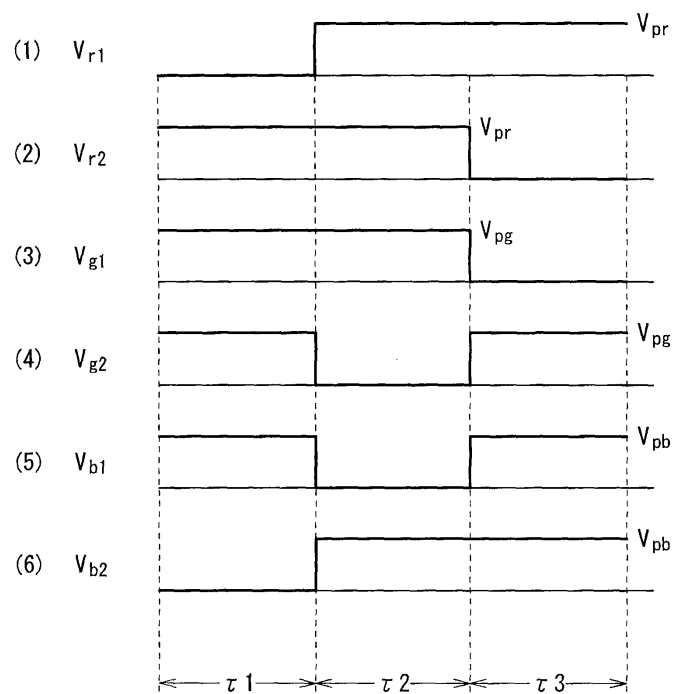 (1) Vr1 Vpr
(2) Vr2 Vpr
(3) Vg1 Vpg
(4) Vg2 Vpg
(5) Vb1 Vpb
(6) Vb2 Vpb
τ1 τ2 τ3